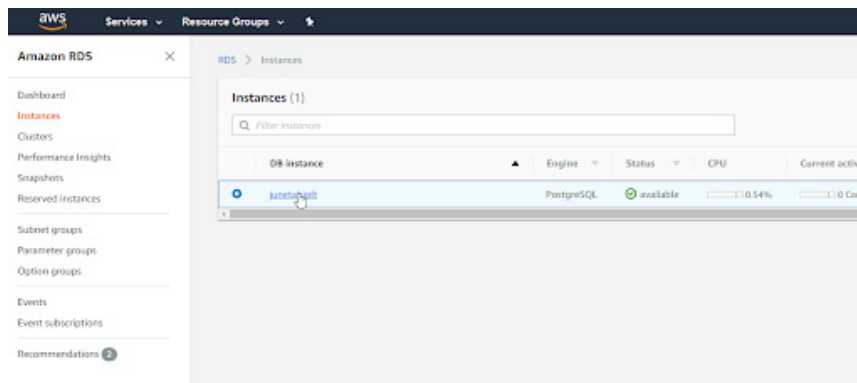 aws Services Resource Groups
Amazon RDS
RDS > Instances
Dashboard
Instances
Clusters
Performance Insights
Snapshots
Reserved instances
Subnet groups
Parameter groups
Option groups
Events
Event subscriptions
Recommendations 2
Instances (1)
Filter instances
DB instance Engine Status CPU Current activ
PostgreSQL available 0.54% 0 Co